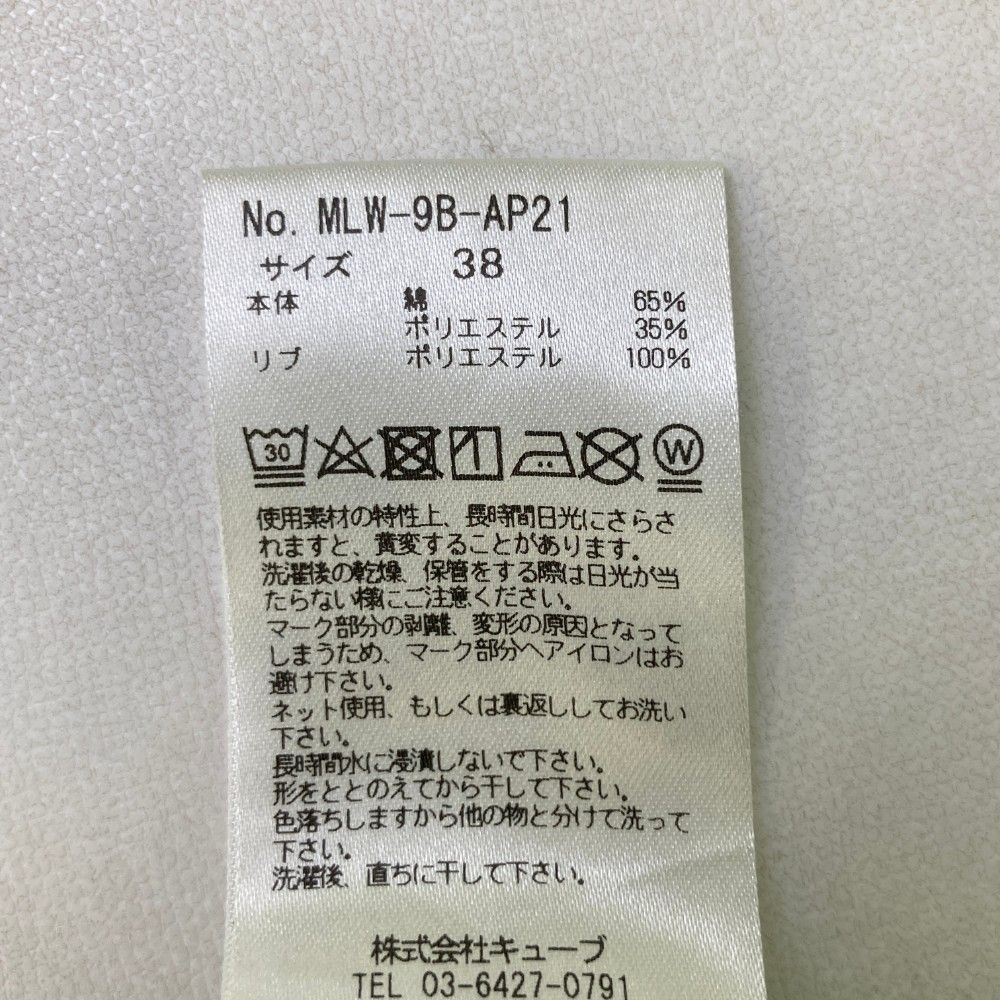 No. MLW-9B-AP21
サイズ 38
本体 綿 65%
ポリエステル 35%
リブ ポリエステル 100%
30 W
使用素材の特性上、長時間日光にさらさ
れますと、黄変することがあります。
洗濯後の乾燥、保管をする際は日光が当
たらない様にご注意ください。
マーク部分の剥離、変形の原因となって
しまうため、マーク部分へアイロンはお
避け下さい。
ネット使用、もしくは裏返ししてお洗い
下さい。
長時間水に浸漬しないで下さい。
形をととのえてから干して下さい。
色落ちしますから他の物と分けて洗って
下さい。
洗濯後、直ちに干して下さい。
株式会社キューブ
TEL 03-6427-0791